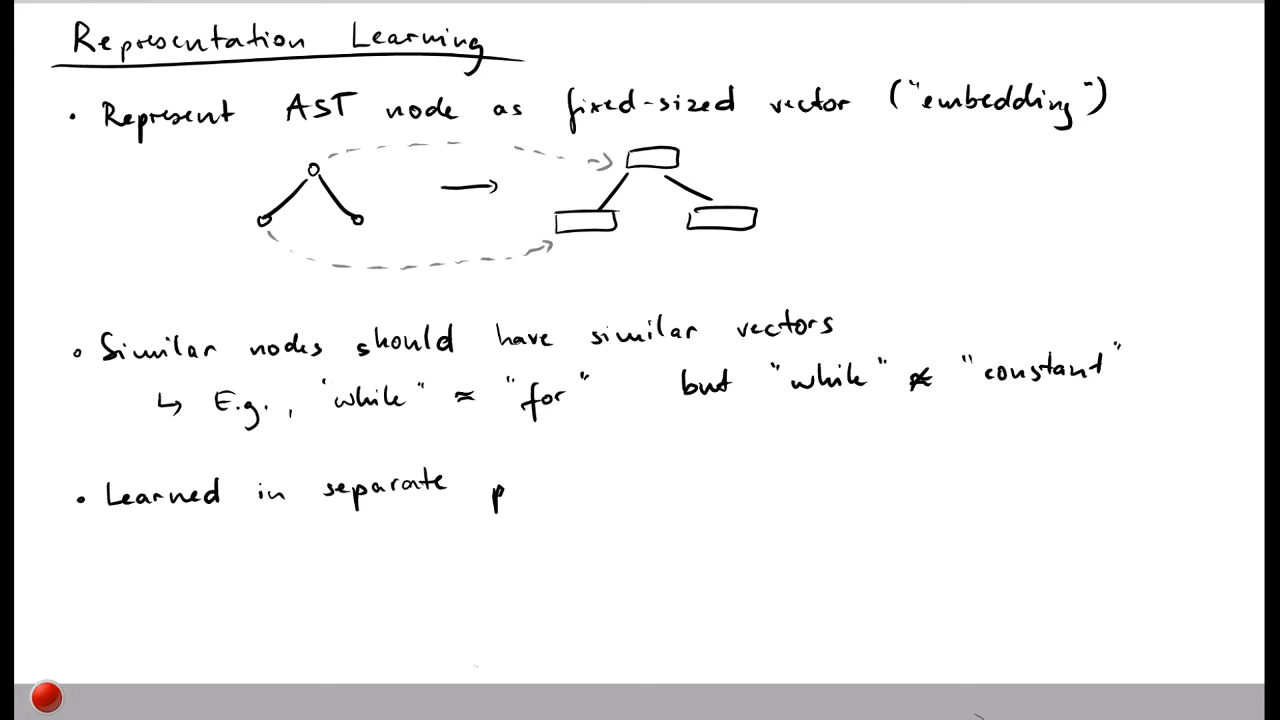 Representation Learning
• Represent AST node as fixed-sized vector ("embedding")
• Similar nodes should have similar vectors
↳ E.g., "while" ≈ "for" but "while" ≉ "constant"
• Learned in separate p